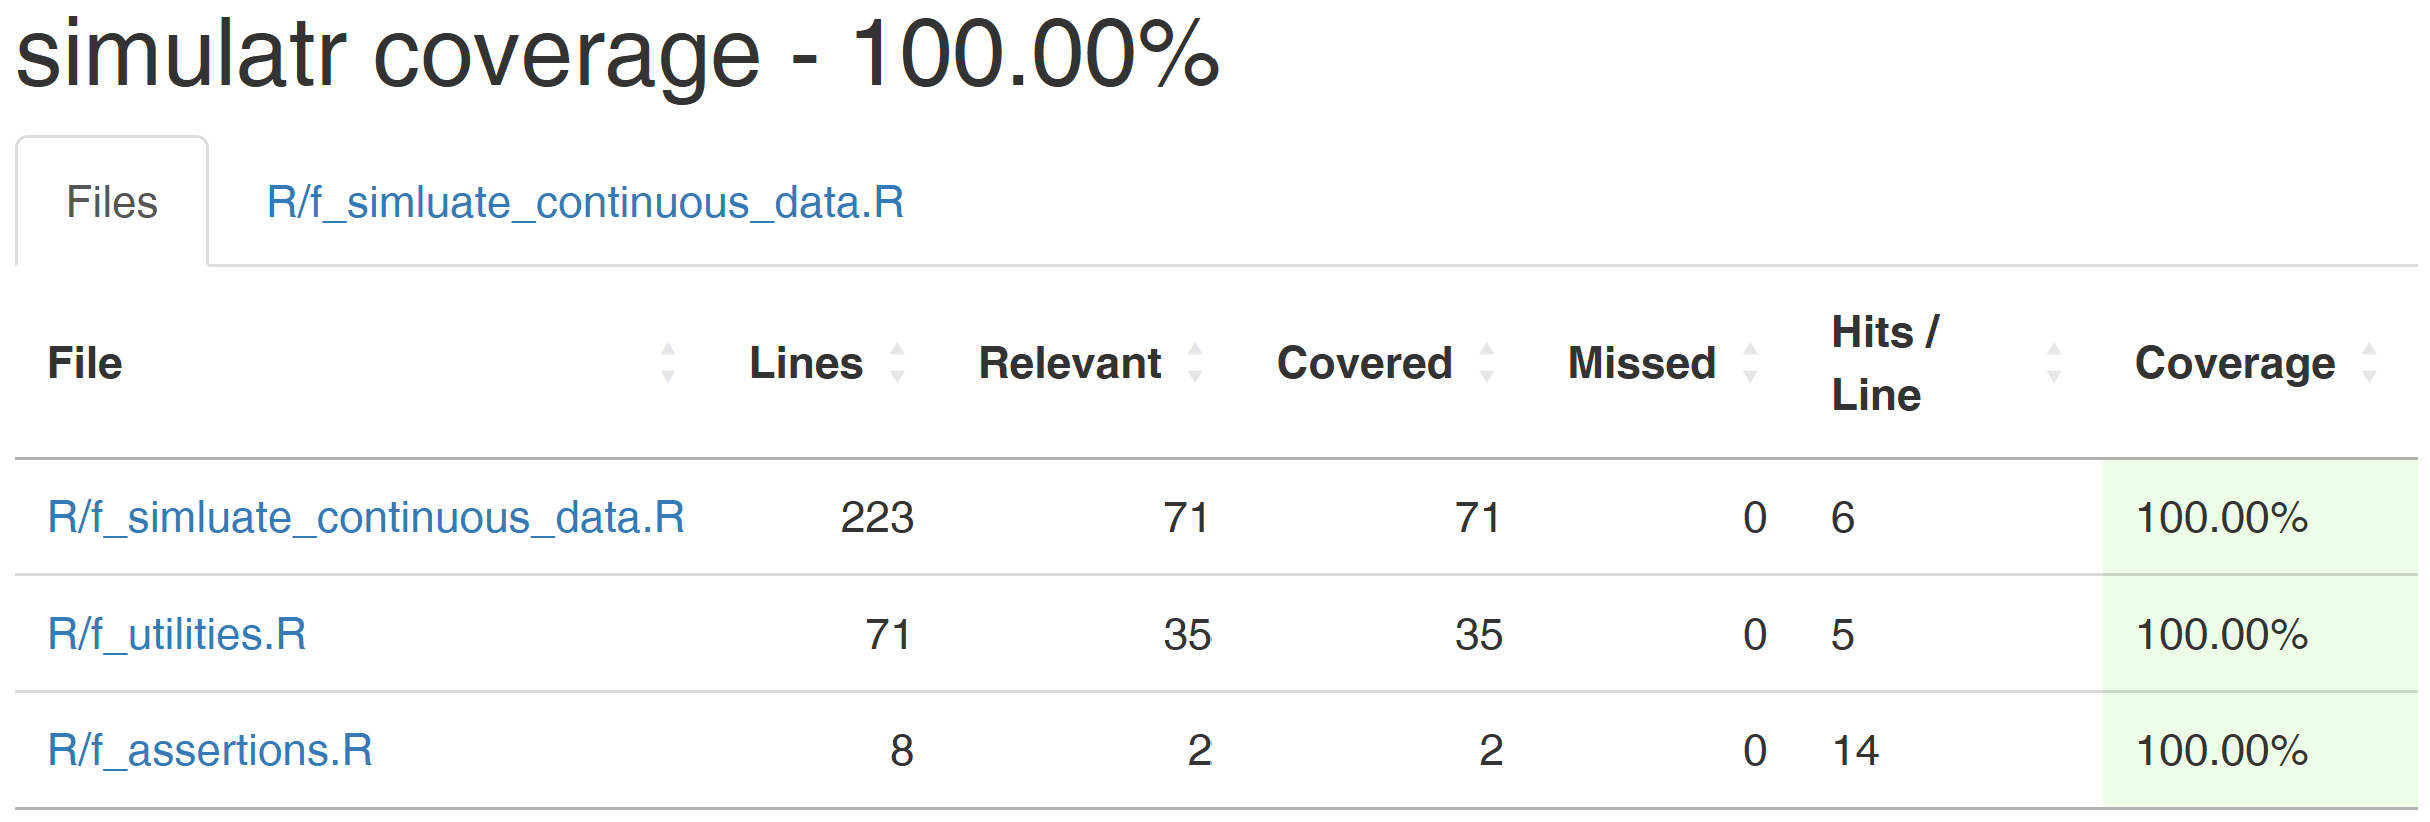 simulatr coverage - 100.00%
Files R/f_simluate_continuous_data.R
File Lines Relevant Covered Missed Hits / Line Coverage
R/f_simluate_continuous_data.R 223 71 71 0 6 100.00%
R/f_utilities.R 71 35 35 0 5 100.00%
R/f_assertions.R 8 2 2 0 14 100.00%